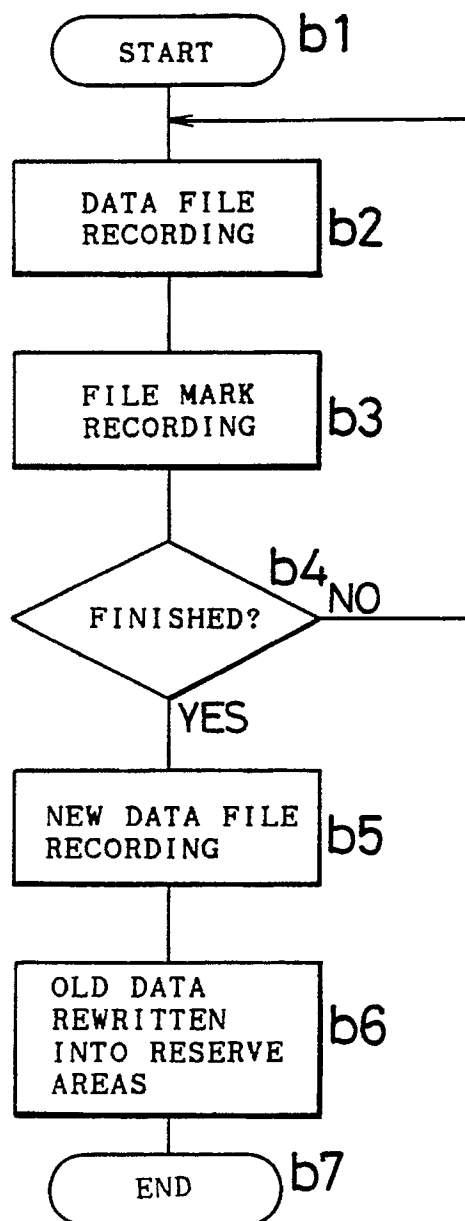 START b1
DATA FILE
RECORDING b2
FILE MARK
RECORDING b3
b4
FINISHED? NO
YES
NEW DATA FILE
RECORDING b5
OLD DATA
REWRITTEN
INTO RESERVE b6
AREAS
END b7